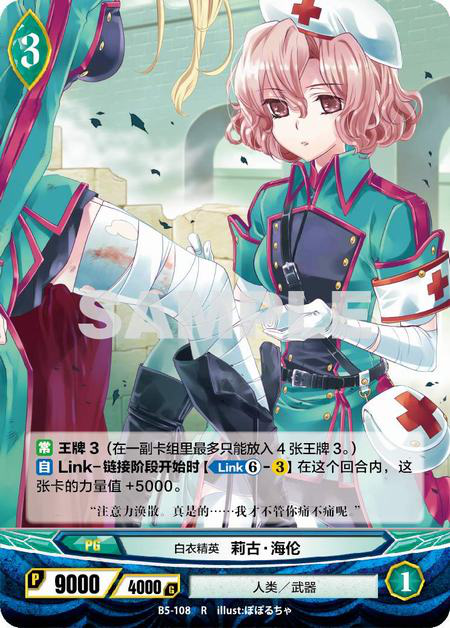 3
SAMPLE
常 王牌 3（在一副卡组里最多只能放入 4 张王牌 3。）
自 Link-链接阶段开始时【Link 6 - 3】在这个回合内，这
张卡的力量值 +5000。
“注意力涣散。真是的……我才不管你痛不痛呢。”
PG 白衣精英 莉古·海伦
P 9000 / 4000 G 人类／武器 1
B5-108 R illust:ぽぽるちゃ